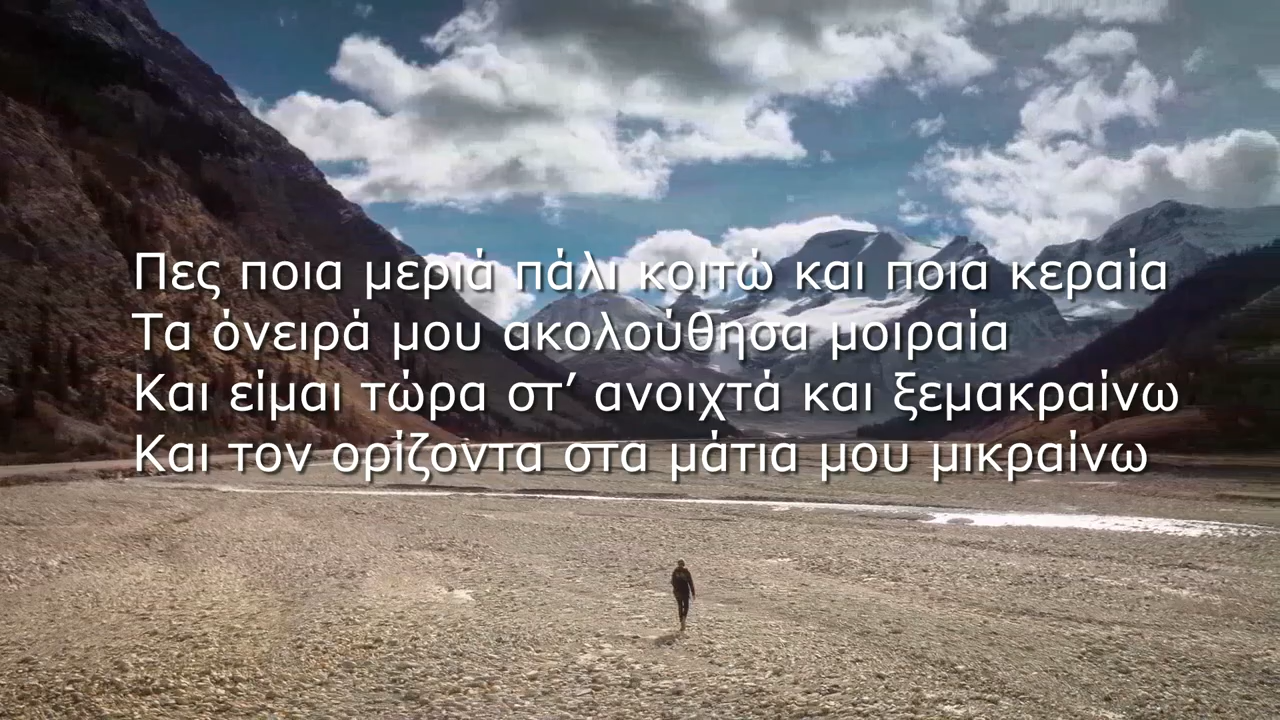 Πες ποια μεριά πάλι κοιτώ και ποια κεραία
Τα όνειρά μου ακολούθησα μοιραία
Και είμαι τώρα στ’ ανοιχτά και ξεμακραίνω
Και τον ορίζοντα στα μάτια μου μικραίνω